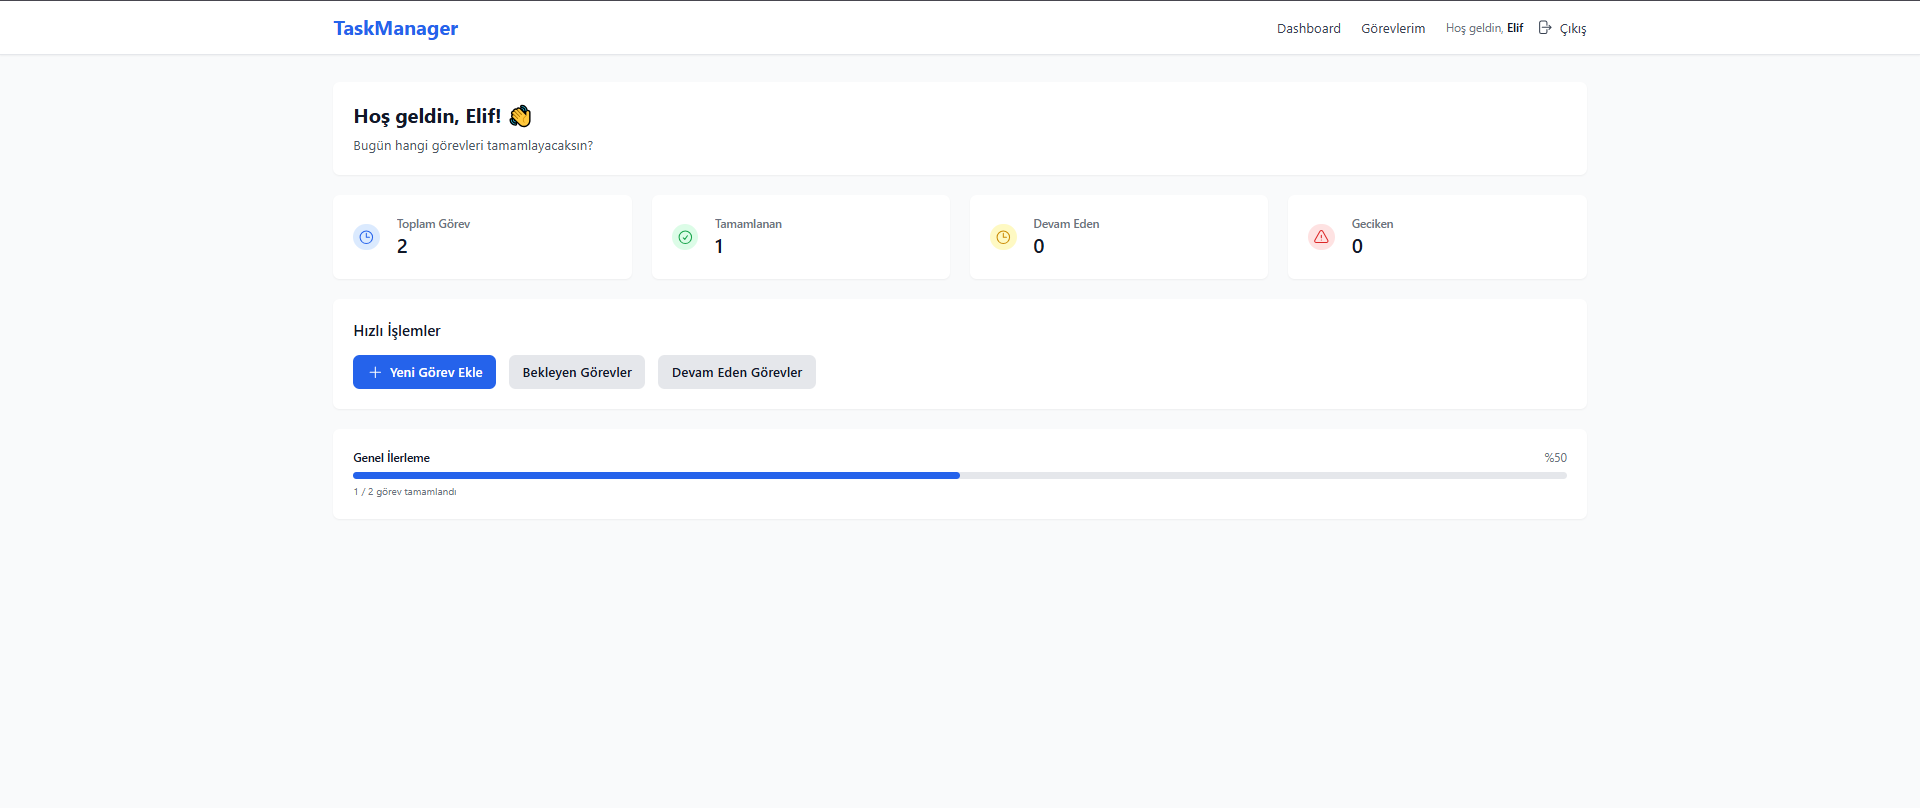 TaskManager
Dashboard Görevlerim Hoş geldin, Elif Çıkış
Hoş geldin, Elif! 👋
Bugün hangi görevleri tamamlayacaksın?
Toplam Görev
2
Tamamlanan
1
Devam Eden
0
Geciken
0
Hızlı İşlemler
Yeni Görev Ekle
Bekleyen Görevler
Devam Eden Görevler
Genel İlerleme %50
1 / 2 görev tamamlandı